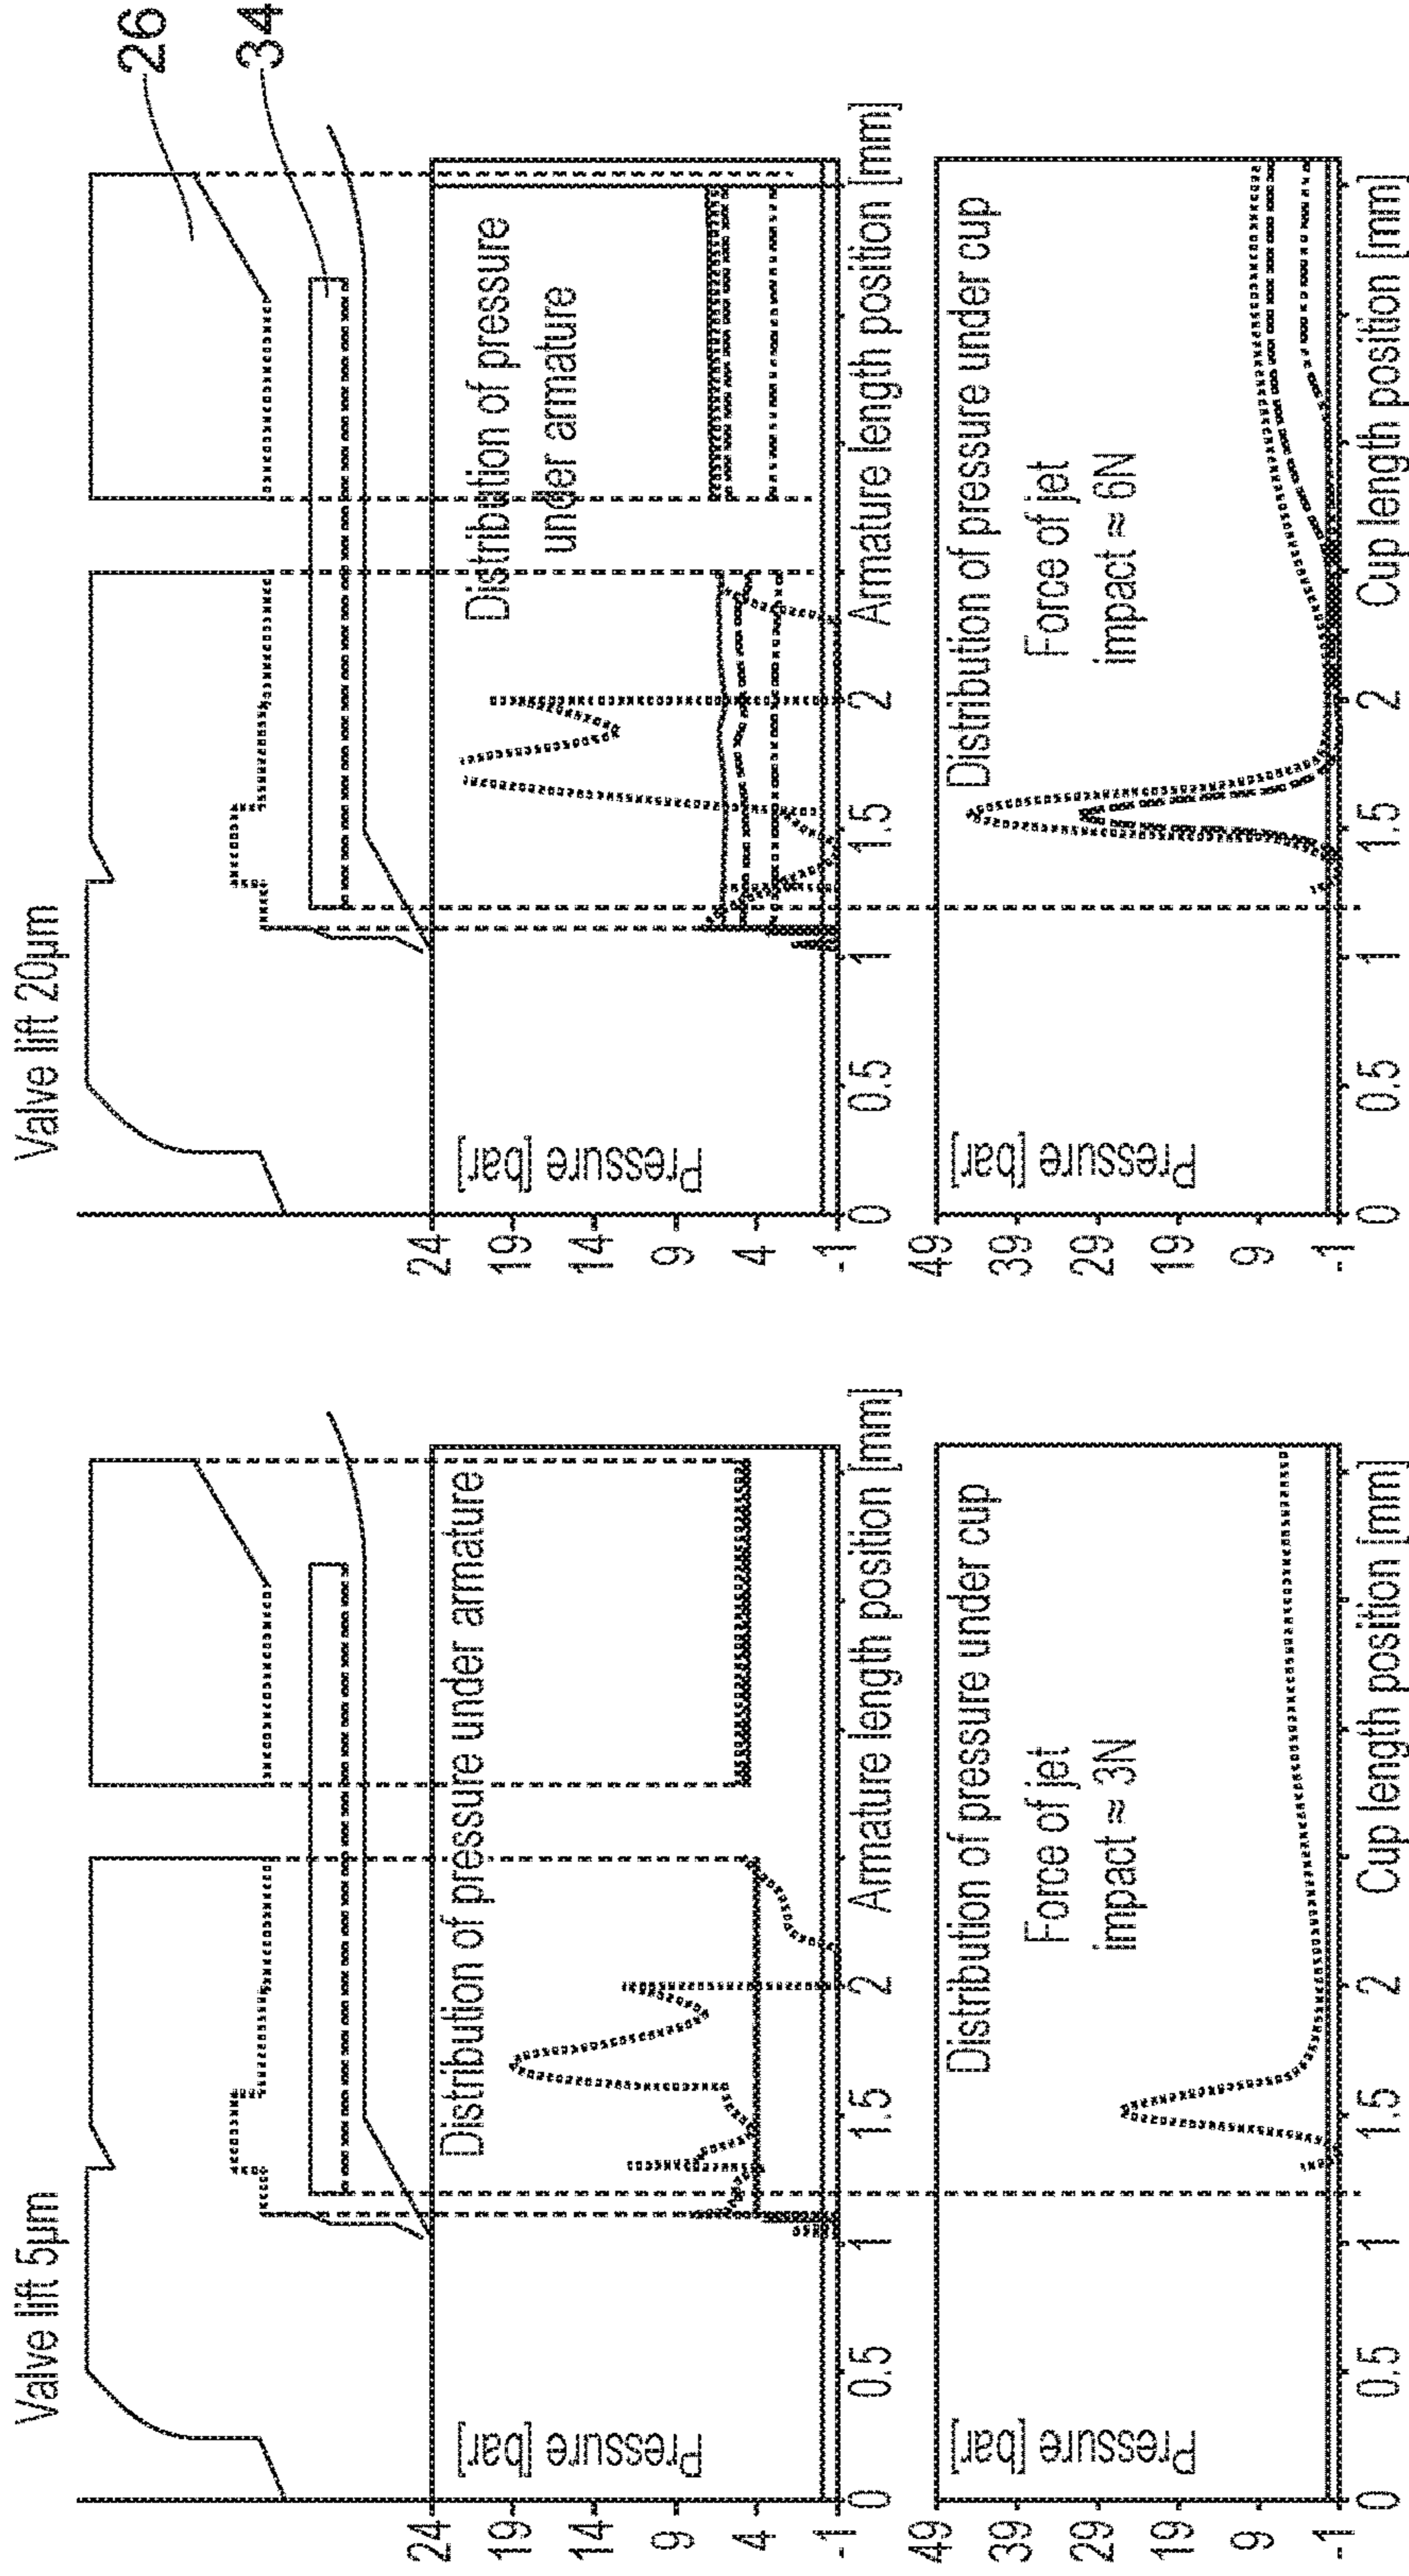 Valve lift 5µm
24
19
14
9
4
-1
Pressure [bar]
Distribution of pressure under armature
0
0.5
1
1.5
2
Armature length position [mm]
49
39
29
19
9
-1
Pressure [bar]
Distribution of pressure under cup
Force of jet
impact ≈ 3N
0
0.5
1
1.5
2
Cup length position [mm]
Valve lift 20µm
26
34
24
19
14
9
4
-1
Pressure [bar]
Distribution of pressure
under armature
0
0.5
1
1.5
2
Armature length position [mm]
49
39
29
19
9
-1
Pressure [bar]
Distribution of pressure under cup
Force of jet
impact ≈ 6N
0
0.5
1
1.5
2
Cup length position [mm]